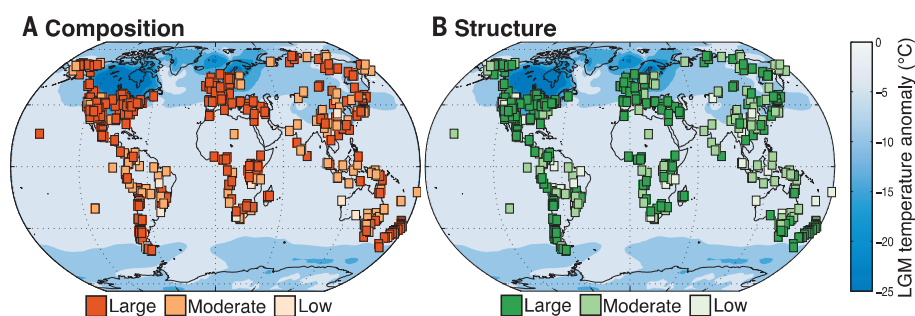 A Composition
B Structure
Large Moderate Low
Large Moderate Low
0
−5
−10
−15
−20
−25
LGM temperature anomaly (°C)